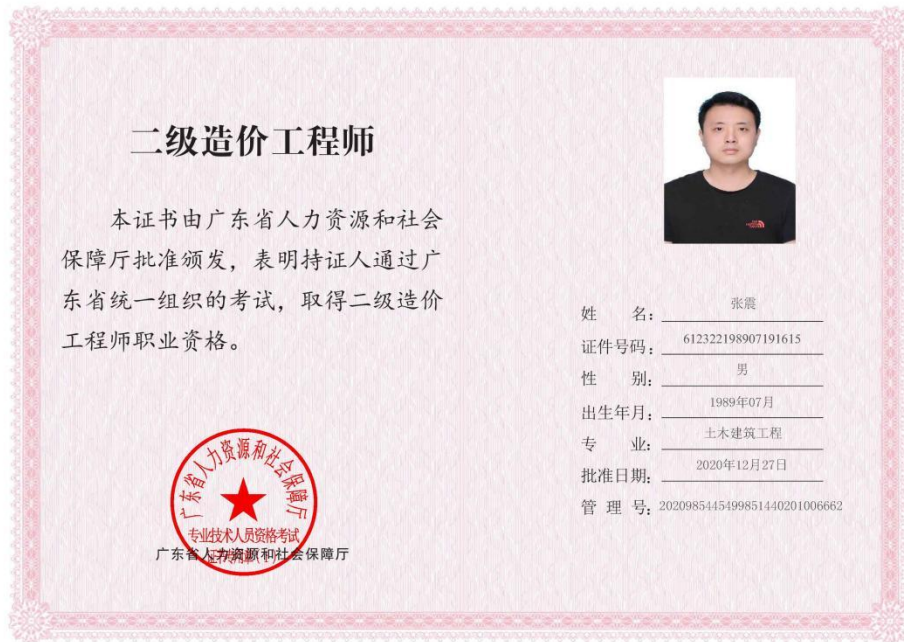 二级造价工程师
本证书由广东省人力资源和社会
保障厅批准颁发，表明持证人通过广
东省统一组织的考试，取得二级造价
工程师职业资格。
广东省人力资源和社会保障厅
专业技术人员资格考试
广东省人力资源和社会保障厅
姓 名：张震
证件号码：612322198907191615
性 别：男
出生年月：1989年07月
专 业：土木建筑工程
批准日期：2020年12月27日
管 理 号：20209854454999851440201006662